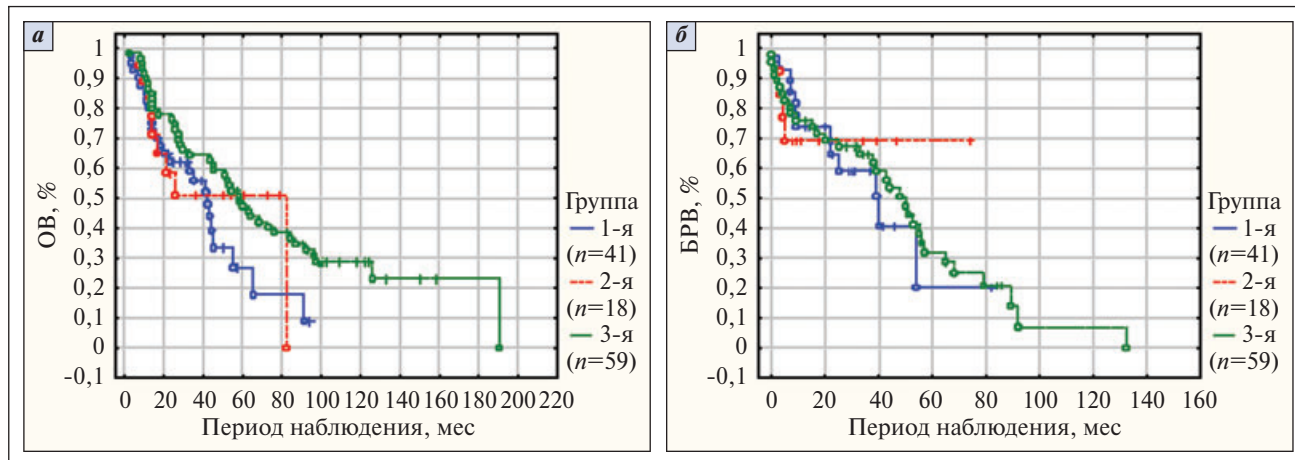 а
1
0,9
0,8
0,7
0,6
0,5
0,4
0,3
0,2
0,1
0
-0,1
ОВ, %
0 20 40 60 80 100 120 140 160 180 200 220
Период наблюдения, мес
Группа
1-я
(n=41)
2-я
(n=18)
3-я
(n=59)
б
1
0,9
0,8
0,7
0,6
0,5
0,4
0,3
0,2
0,1
0
-0,1
БРВ, %
0 20 40 60 80 100 120 140 160
Период наблюдения, мес
Группа
1-я
(n=41)
2-я
(n=18)
3-я
(n=59)